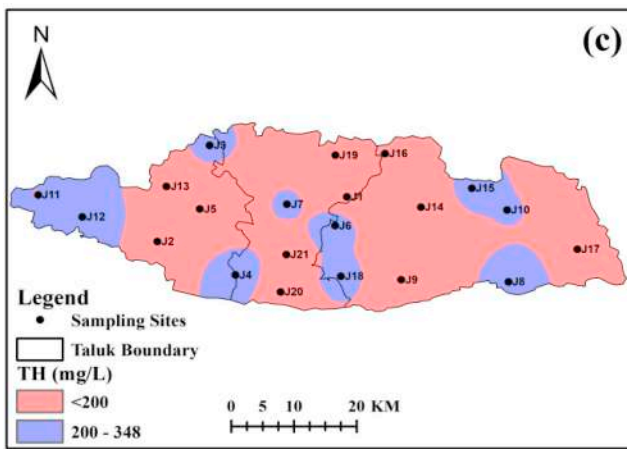 N
(c)
J3
J19
J16
J11
J13
J12
J5
J7
J1
J14
J15
J10
J6
J2
J21
J17
J4
J18
J9
J8
J20
Legend
Sampling Sites
Taluk Boundary
TH (mg/L)
<200
200 - 348
0 5 10 20 KM